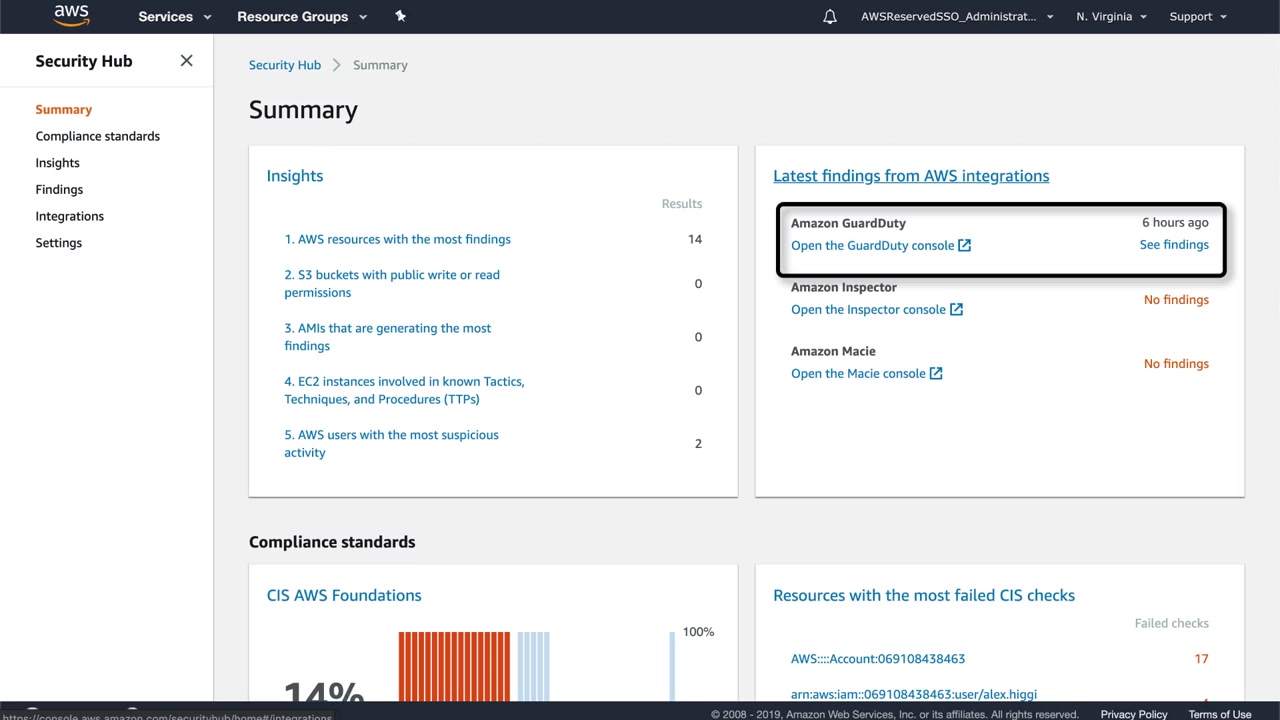 aws
Services
Resource Groups
AWSReservedSSO_Administrat...
N. Virginia
Support
Security Hub
Summary
Compliance standards
Insights
Findings
Integrations
Settings
Security Hub
Summary
Summary
Insights
Results
1. AWS resources with the most findings
14
2. S3 buckets with public write or read
permissions
0
3. AMIs that are generating the most
findings
0
4. EC2 instances involved in known Tactics,
Techniques, and Procedures (TTPs)
0
5. AWS users with the most suspicious
activity
2
Latest findings from AWS integrations
Amazon GuardDuty
6 hours ago
Open the GuardDuty console
See findings
Amazon Inspector
Open the Inspector console
No findings
Amazon Macie
Open the Macie console
No findings
Compliance standards
CIS AWS Foundations
100%
14%
Resources with the most failed CIS checks
Failed checks
AWS::::Account:069108438463
17
arn:aws:iam::069108438463:user/alex.higgi
https://console.aws.amazon.com/securityhub/home#/integrations
© 2008 - 2019, Amazon Web Services, Inc. or its affiliates. All rights reserved.
Privacy Policy
Terms of Use